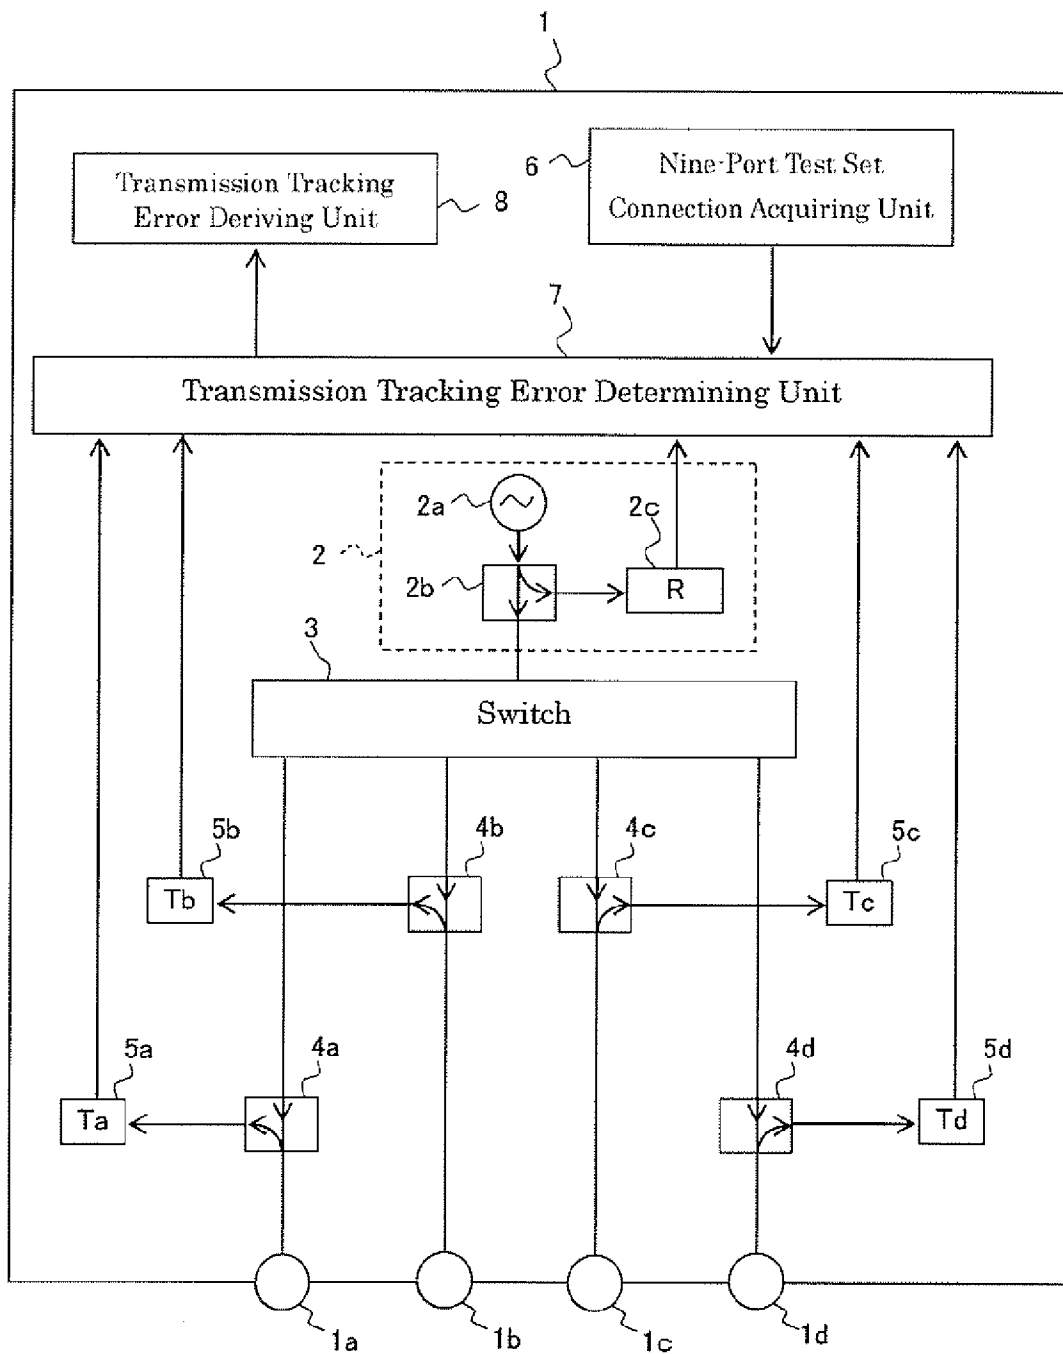 1
Transmission Tracking
Error Deriving Unit
8
6
Nine-Port Test Set
Connection Acquiring Unit
7
Transmission Tracking Error Determining Unit
2a
2c
2
2b
R
3
Switch
5b
4b
4c
5c
Tb
Tc
5a
4a
4d
5d
Ta
Td
1a
1b
1c
1d